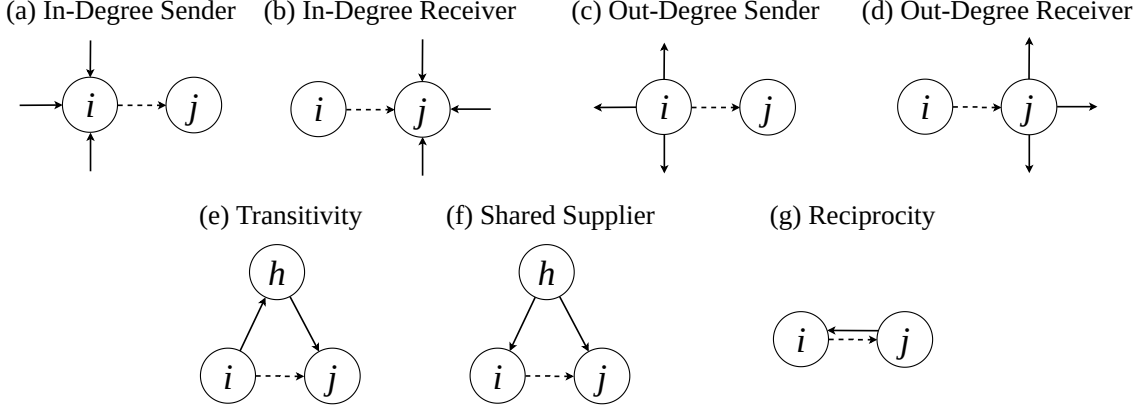 (a) In-Degree Sender
(b) In-Degree Receiver
(c) Out-Degree Sender
(d) Out-Degree Receiver
i j
i j
i j
i j
(e) Transitivity
(f) Shared Supplier
(g) Reciprocity
h
h
i j
i j
i j